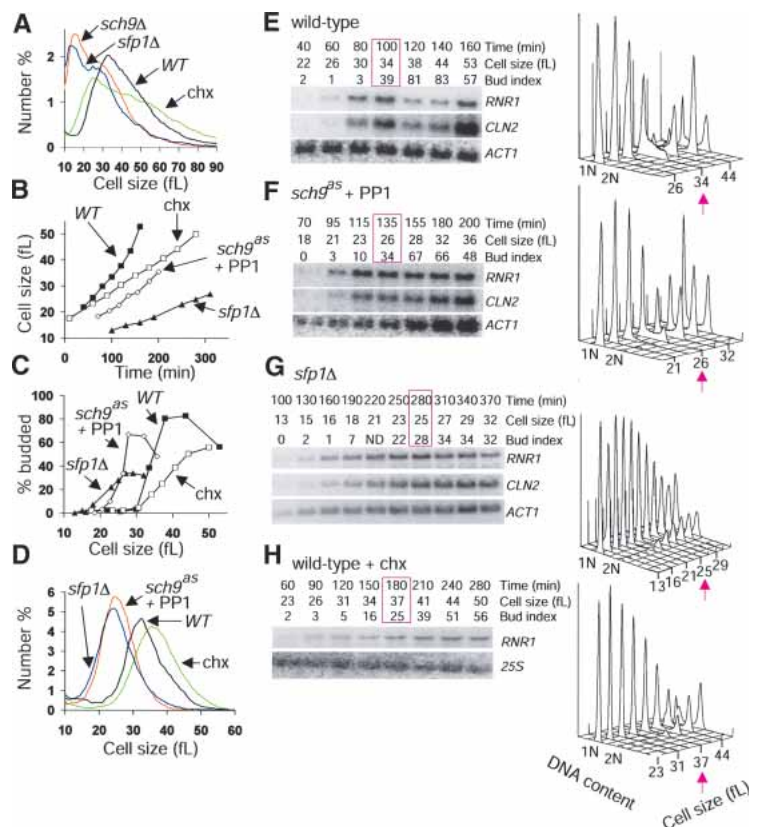 A
sch9Δ
sfp1Δ
WT
chx
Number %
2
1
0
10 20 30 40 50 60 70 80 90
Cell size (fL)
B
WT
chx
sch9as
+ PP1
sfp1Δ
Cell size (fL)
50
40
30
20
10
0 100 200 300
Time (min)
C
WT
sch9as
+ PP1
sfp1Δ
chx
% budded
100
80
60
40
20
0
10 20 30 40 50
Cell size (fL)
D
sfp1Δ
sch9as
+ PP1
WT
chx
Number %
6
5
4
3
2
1
0
10 20 30 40 50 60
Cell size (fL)
E wild-type
40 60 80 100 120 140 160 Time (min)
22 26 30 34 38 44 53 Cell size (fL)
2 1 3 39 81 83 57 Bud index
RNR1
CLN2
ACT1
1N
2N
26
34
44
F sch9as + PP1
70 95 115 135 155 180 200 Time (min)
18 21 23 26 28 32 36 Cell size (fL)
0 3 10 34 67 66 48 Bud index
RNR1
CLN2
ACT1
1N
2N
21
26
32
G sfp1Δ
100 130 160 190 220 250 280 310 340 370 Time (min)
13 15 16 18 21 23 25 27 29 32 Cell size (fL)
0 2 1 7 ND 22 28 34 34 32 Bud index
RNR1
CLN2
ACT1
1N
2N
13 16 21 25 29
H wild-type + chx
60 90 120 150 180 210 240 280 Time (min)
23 26 31 34 37 41 44 50 Cell size (fL)
2 3 5 16 25 39 51 56 Bud index
RNR1
25S
1N
2N
23 31 37 44
DNA content
Cell size (fL)